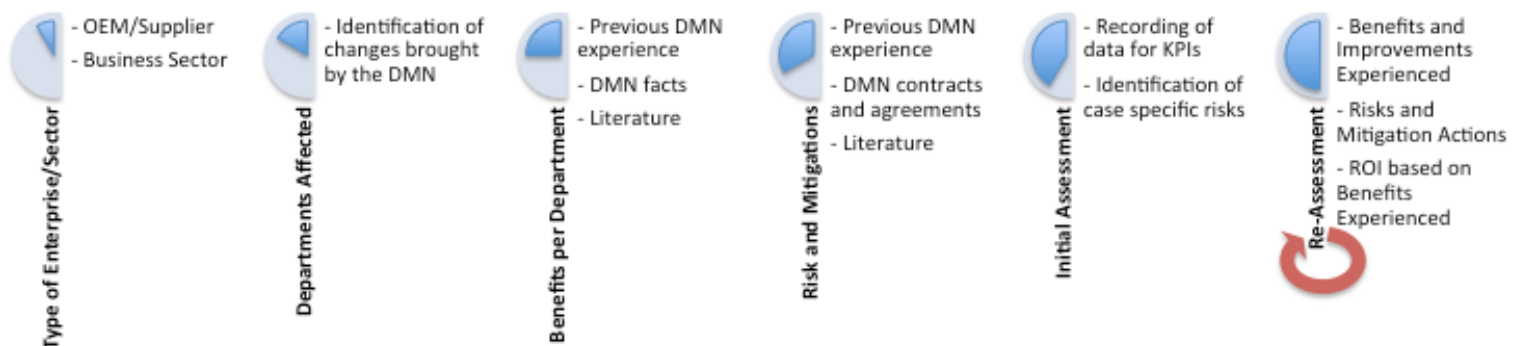 - OEM/Supplier
- Business Sector
Type of Enterprise/Sector
- Identification of
changes brought
by the DMN
Departments Affected
- Previous DMN
experience
- DMN facts
- Literature
Benefits per Department
- Previous DMN
experience
- DMN contracts
and agreements
- Literature
Risk and Mitigations
- Recording of
data for KPIs
- Identification of
case specific risks
Initial Assessment
- Benefits and
Improvements
Experienced
- Risks and
Mitigation Actions
- ROI based on
Benefits
Experienced
Re-Assessment